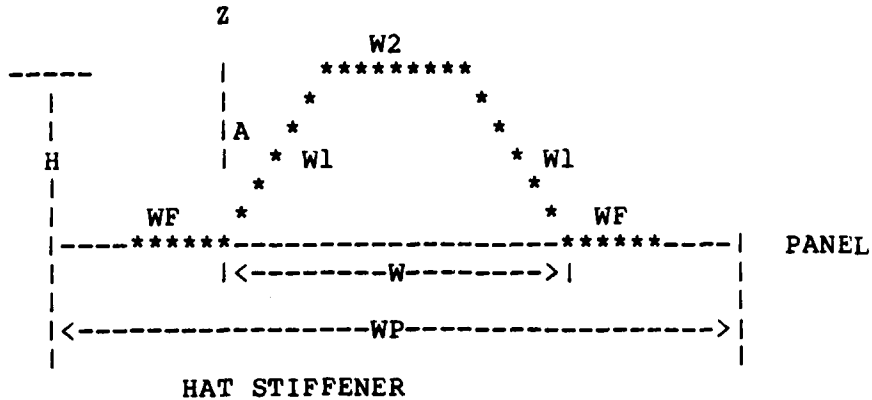 Z
W2
A
H
W1 W1
WF WF
PANEL
W
WP
HAT STIFFENER